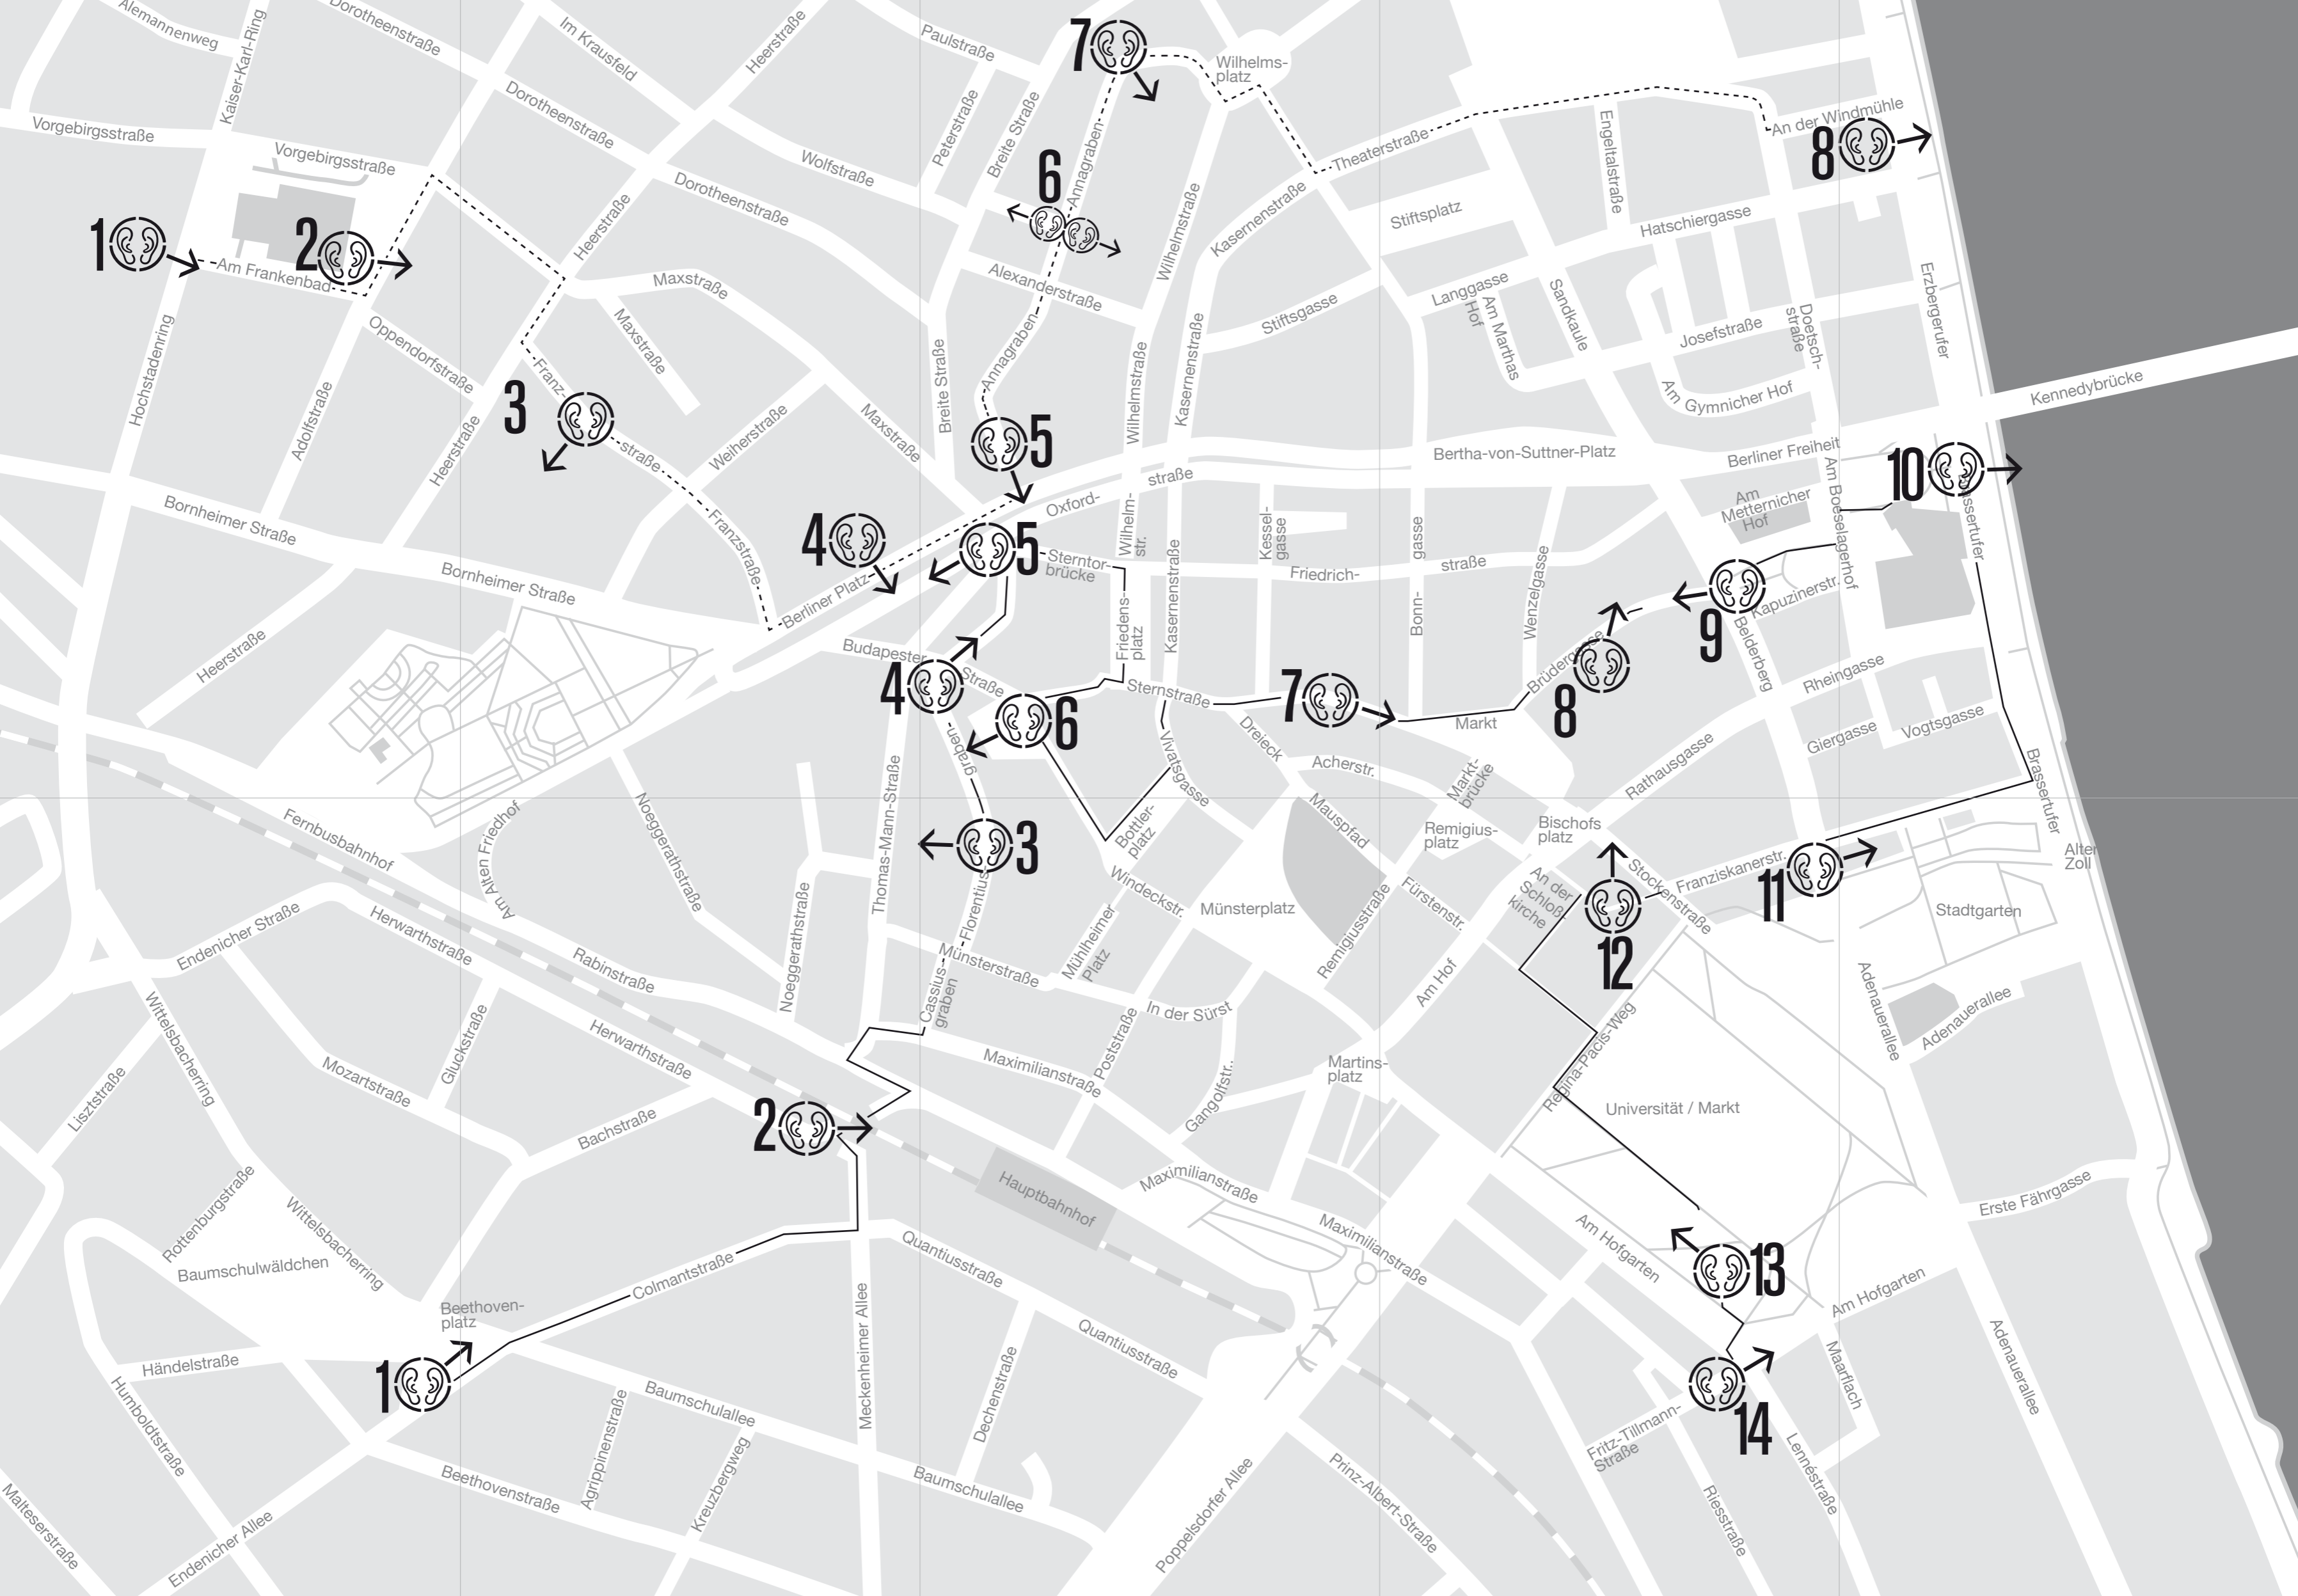 Alemannenweg
Kaiser-Karl-Ring
Dorotheenstraße
Im Krausfeld
Heerstraße
Paulstraße
7
Wilhelms-
platz
Vorgebirgsstraße
Vorgebirgsstraße
Dorotheenstraße
Wolfstraße
Peterstraße
Breite Straße
Annagraben
Theaterstraße
Engeltalstraße
An der Windmühle
8
6
1
2
Am Frankenbad
Heerstraße
Dorotheenstraße
Wilhelmstraße
Kasernenstraße
Stiftsplatz
Hatschiergasse
Maxstraße
Alexanderstraße
Stiftsgasse
Langgasse
Am Marthas
Hof
Sandkaule
Josefstraße
Doetsch-
straße
Erzbergerufer
Hochstadenring
Oppendorfstraße
Adolfstraße
Heerstraße
Maxstraße
Franz-
straße
3
Annagraben
Breite Straße
Wilhelmstraße
Kasernenstraße
Am
Gymnicher Hof
Kennedybrücke
Weiherstraße
Maxstraße
5
Bertha-von-Suttner-Platz
Berliner Freiheit
10
Bornheimer Straße
Franzstraße
4
Oxford-
straße
Wilhelm-
str.
Kessel-
gasse
Bonn-
gasse
Wenzelgasse
Am
Metternicher
Hof
Am Boeselagerhof
Brassertufer
Bornheimer Straße
Berliner Platz
5
Sterntor-
brücke
Friedrich-
straße
Kasernenstraße
Friedens-
platz
9
Kapuzinerstr.
Belderberg
Heerstraße
Budapester
Straße
4
6
Sternstraße
7
Markt
Brüdergasse
8
Rheingasse
Giergasse
Vogtsgasse
Brassertufer
Dreieck
Vivatsgasse
Acherstr.
Markt-
brücke
Rathausgasse
graben-
Thomas-Mann-Straße
Noeggerathstraße
Fernbusbahnhof
Am Alten Friedhof
3
Bottler-
platz
Mauspfad
Remigius-
platz
Bischofs
platz
Stockenstraße
Franziskanerstr.
11
Alter
Zoll
Windeckstr.
Münsterplatz
Remigiusstraße
Fürstenstr.
An der
Schloß-
kirche
12
Stadtgarten
Endenicher Straße
Herwarthstraße
Rabinstraße
Noeggerathstraße
Florentius-
Cassius-
graben
Münsterstraße
Mühlheimer
Platz
In der Sürst
Am Hof
Adenauerallee
Adenauerallee
Wittelsbacherring
Gluckstraße
Herwarthstraße
Maximilianstraße
Poststraße
Gangolfstr.
Martins-
platz
Regina-Pacis-Weg
Universität / Markt
Lisztstraße
Mozartstraße
Bachstraße
2
Hauptbahnhof
Maximilianstraße
Maximilianstraße
Am Hofgarten
Erste Fährgasse
Rottenburgstraße
Wittelsbacherring
Baumschulwäldchen
Colmantstraße
Quantiusstraße
13
Am Hofgarten
Beethoven-
platz
Meckenheimer Allee
Quantiusstraße
Maarflach
Adenauerallee
1
Händelstraße
Humboldtstraße
Agrippinenstraße
Baumschulallee
Dechenstraße
14
Fritz-Tillmann-
Straße
Lennéstraße
Malteserstraße
Endenicher Allee
Beethovenstraße
Kreuzbergweg
Baumschulallee
Poppelsdorfer Allee
Prinz-Albert-Straße
Riesstraße